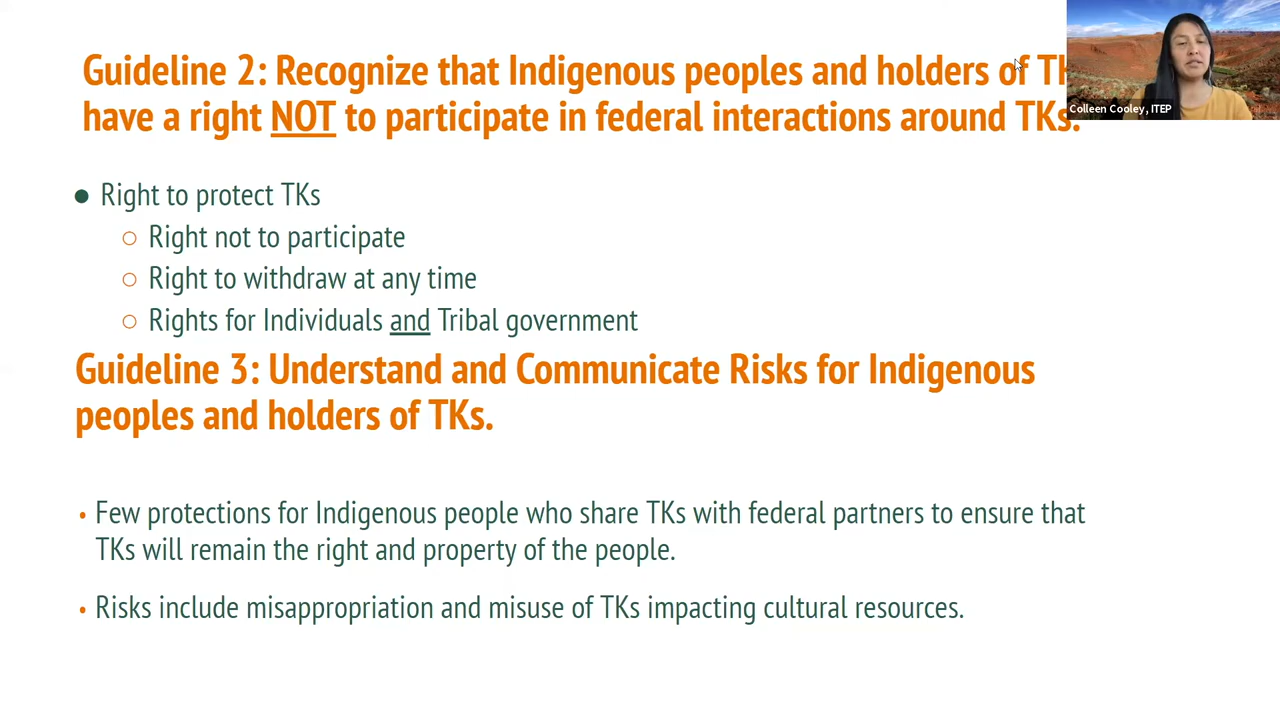 Guideline 2: Recognize that Indigenous peoples and holders of
have a right NOT to participate in federal interactions around TKs.
Colleen Cooley, ITEP
● Right to protect TKs
○ Right not to participate
○ Right to withdraw at any time
○ Rights for Individuals and Tribal government
Guideline 3: Understand and Communicate Risks for Indigenous
peoples and holders of TKs.
• Few protections for Indigenous people who share TKs with federal partners to ensure that
TKs will remain the right and property of the people.
• Risks include misappropriation and misuse of TKs impacting cultural resources.